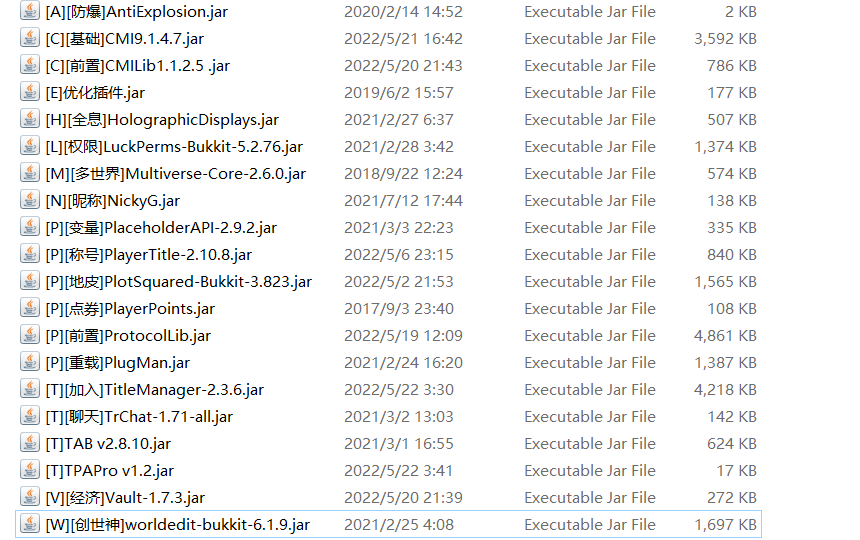 [A][防爆]AntiExplosion.jar 2020/2/14 14:52 Executable Jar File 2 KB
[C][基础]CMI9.1.4.7.jar 2022/5/21 16:42 Executable Jar File 3,592 KB
[C][前置]CMILib1.1.2.5 .jar 2022/5/20 21:43 Executable Jar File 786 KB
[E]优化插件.jar 2019/6/2 15:57 Executable Jar File 177 KB
[H][全息]HolographicDisplays.jar 2021/2/27 6:37 Executable Jar File 507 KB
[L][权限]LuckPerms-Bukkit-5.2.76.jar 2021/2/28 3:42 Executable Jar File 1,374 KB
[M][多世界]Multiverse-Core-2.6.0.jar 2018/9/22 12:24 Executable Jar File 574 KB
[N][昵称]NickyG.jar 2021/7/12 17:44 Executable Jar File 138 KB
[P][变量]PlaceholderAPI-2.9.2.jar 2021/3/3 22:23 Executable Jar File 335 KB
[P][称号]PlayerTitle-2.10.8.jar 2022/5/6 23:15 Executable Jar File 840 KB
[P][地皮]PlotSquared-Bukkit-3.823.jar 2022/5/2 21:53 Executable Jar File 1,565 KB
[P][点券]PlayerPoints.jar 2017/9/3 23:40 Executable Jar File 108 KB
[P][前置]ProtocolLib.jar 2022/5/19 12:09 Executable Jar File 4,861 KB
[P][重载]PlugMan.jar 2021/2/24 16:20 Executable Jar File 1,387 KB
[T][加入]TitleManager-2.3.6.jar 2022/5/22 3:30 Executable Jar File 4,218 KB
[T][聊天]TrChat-1.71-all.jar 2021/3/2 13:03 Executable Jar File 142 KB
[T]TAB v2.8.10.jar 2021/3/1 16:55 Executable Jar File 624 KB
[T]TPAPro v1.2.jar 2022/5/22 3:41 Executable Jar File 17 KB
[V][经济]Vault-1.7.3.jar 2022/5/20 21:39 Executable Jar File 272 KB
[W][创世神]worldedit-bukkit-6.1.9.jar 2021/2/25 4:08 Executable Jar File 1,697 KB